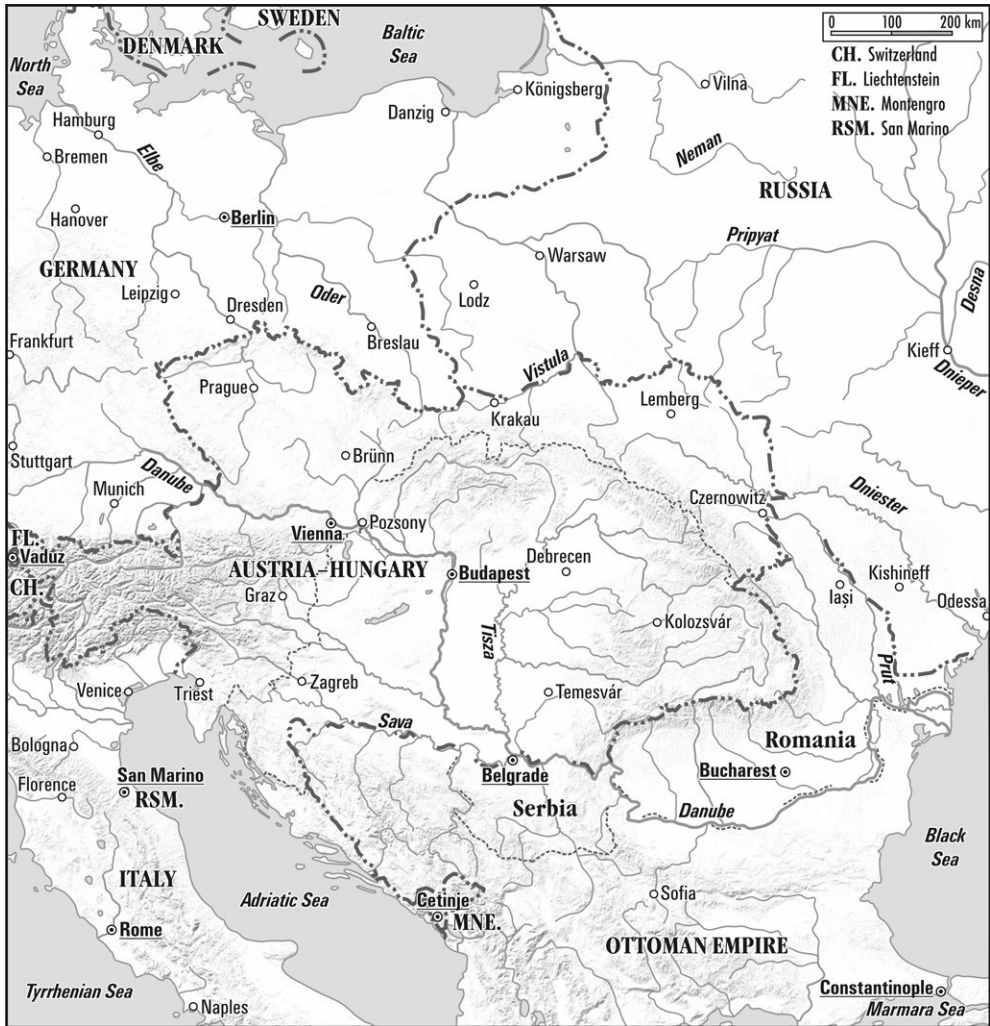 SWEDEN
DENMARK
Baltic
Sea
North
Sea
0 100 200 km
CH. Switzerland
FL. Liechtenstein
MNE. Montengro
RSM. San Marino
Königsberg
Vilna
Danzig
Hamburg
Bremen
Elbe
Neman
RUSSIA
Hanover
Berlin
Pripyat
Warsaw
GERMANY
Leipzig
Oder
Lodz
Desna
Dresden
Breslau
Frankfurt
Kieff
Dnieper
Vistula
Prague
Krakau
Lemberg
Stuttgart
Brünn
Danube
Munich
Czernowitz
Dniester
Vienna
Pozsony
FL.
Vaduz
CH.
AUSTRIA–HUNGARY
Debrecen
Budapest
Graz
Iași
Kishineff
Odessa
Kolozsvár
Tisza
Prut
Venice
Triest
Zagreb
Temesvár
Sava
Bologna
Romania
Florence
San Marino
RSM.
Belgrade
Bucharest
Serbia
Danube
Black
Sea
ITALY
Adriatic Sea
Cetinje
MNE.
Sofia
Rome
OTTOMAN EMPIRE
Tyrrhenian Sea
Naples
Constantinople
Marmara Sea